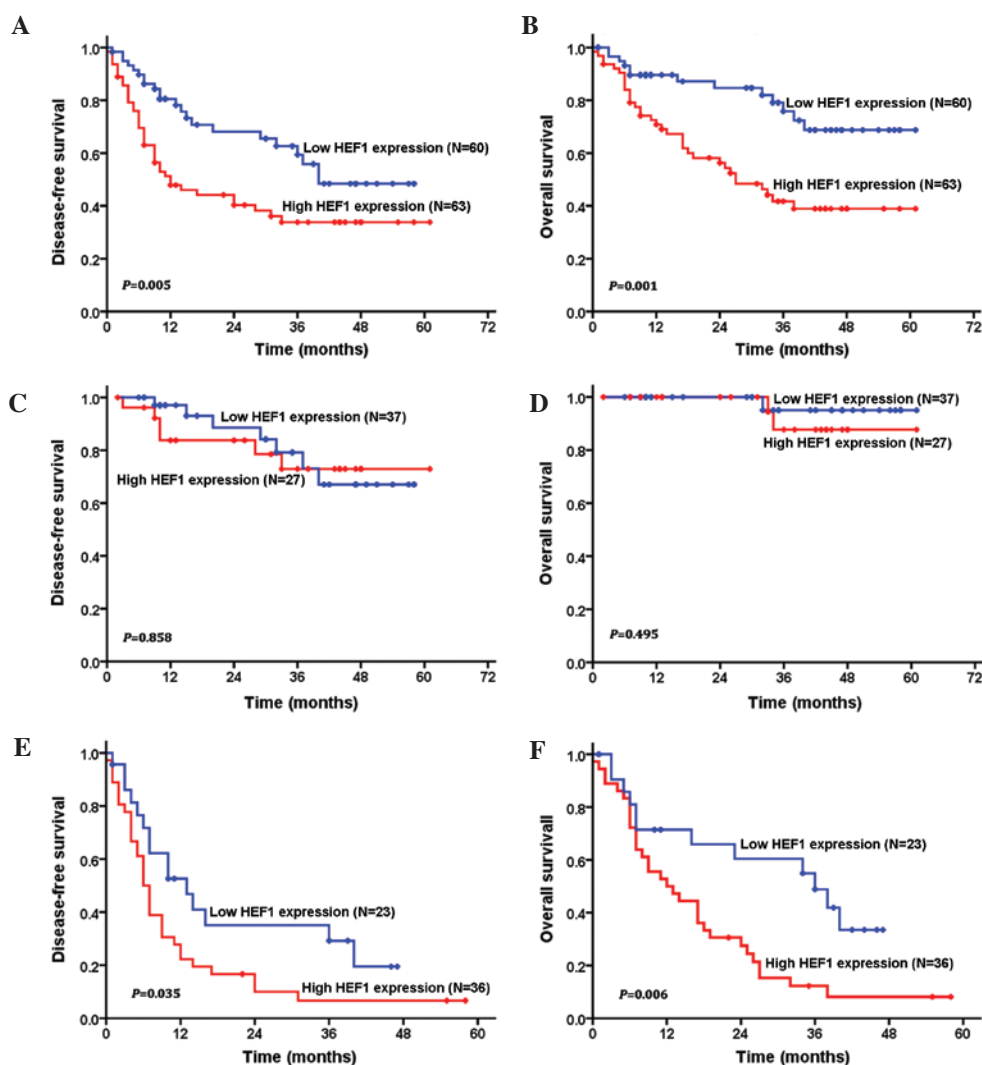 A
Disease-free survival
1.0
0.8
0.6
0.4
0.2
0.0
Low HEF1 expression (N=60)
High HEF1 expression (N=63)
P=0.005
0 12 24 36 48 60 72
Time (months)
B
Overall survival
1.0
0.8
0.6
0.4
0.2
0.0
Low HEF1 expression (N=60)
High HEF1 expression (N=63)
P=0.001
0 12 24 36 48 60 72
Time (months)
C
Disease-free survival
1.0
0.8
0.6
0.4
0.2
0.0
Low HEF1 expression (N=37)
High HEF1 expression (N=27)
P=0.858
0 12 24 36 48 60 72
Time (months)
D
Overall survival
1.0
0.8
0.6
0.4
0.2
0.0
Low HEF1 expression (N=37)
High HEF1 expression (N=27)
P=0.495
0 12 24 36 48 60 72
Time (months)
E
Disease-free survival
1.0
0.8
0.6
0.4
0.2
0.0
Low HEF1 expression (N=23)
High HEF1 expression (N=36)
P=0.035
0 12 24 36 48 60
Time (months)
F
Overall survivall
1.0
0.8
0.6
0.4
0.2
0.0
Low HEF1 expression (N=23)
High HEF1 expression (N=36)
P=0.006
0 12 24 36 48 60
Time (months)